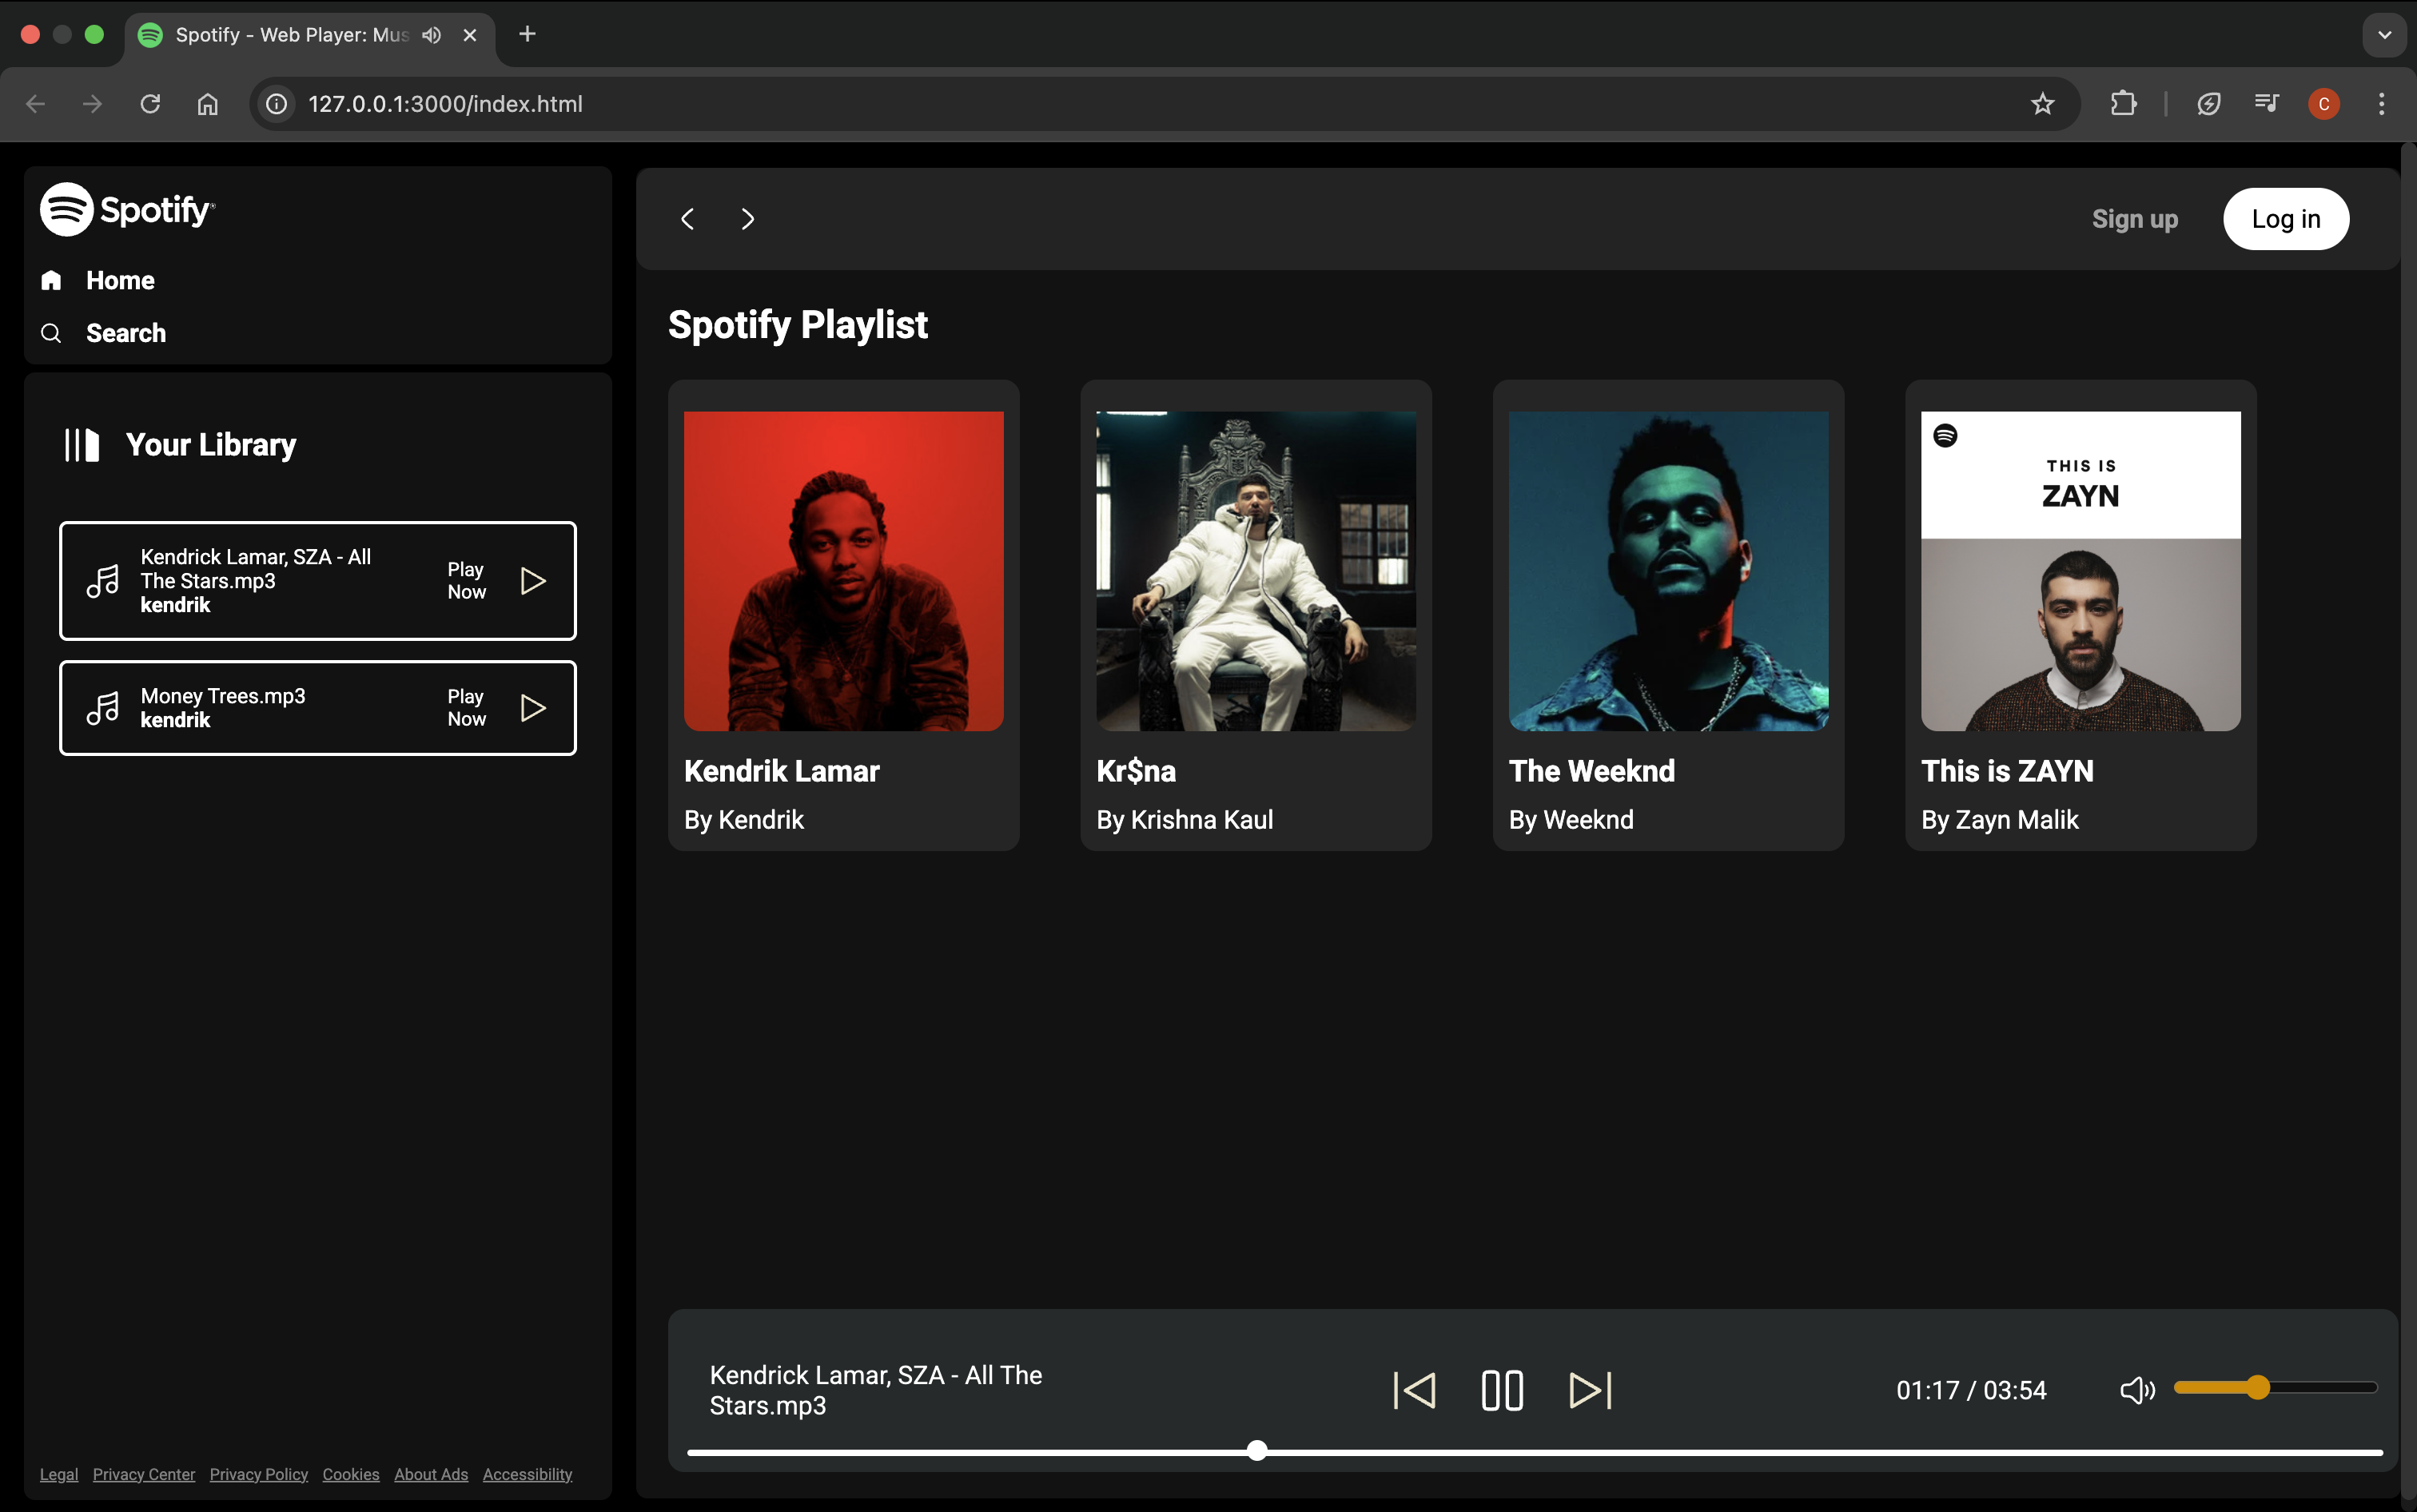 Spotify - Web Player: Mus
127.0.0.1:3000/index.html
C
Spotify
Home
Search
Your Library
Kendrick Lamar, SZA - All
The Stars.mp3
kendrik
Play
Now
Money Trees.mp3
kendrik
Play
Now
Legal Privacy Center Privacy Policy Cookies About Ads Accessibility
Sign up
Log in
Spotify Playlist
THIS IS
ZAYN
Kendrik Lamar
By Kendrik
Kr$na
By Krishna Kaul
The Weeknd
By Weeknd
This is ZAYN
By Zayn Malik
Kendrick Lamar, SZA - All The
Stars.mp3
01:17 / 03:54